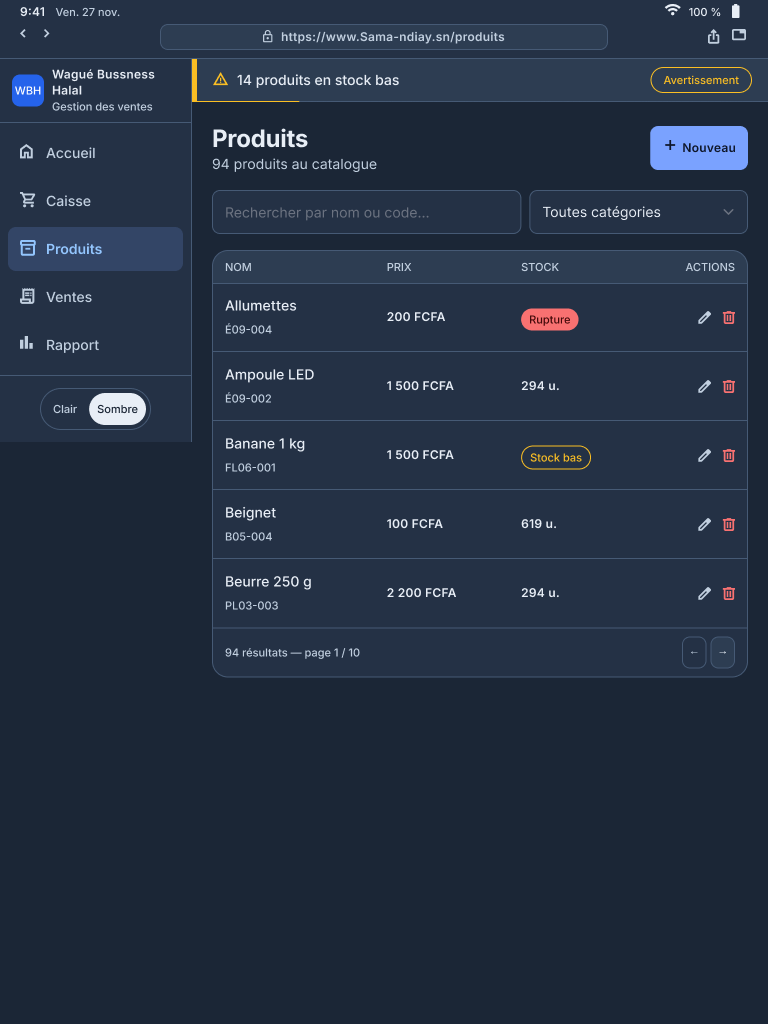 9:41 Ven. 27 nov.
100 %
https://www.Sama-ndiay.sn/produits
WBH
Wagué Bussness
Halal
Gestion des ventes
Accueil
Caisse
Produits
Ventes
Rapport
Clair
Sombre
14 produits en stock bas
Avertissement
Produits
94 produits au catalogue
+ Nouveau
Rechercher par nom ou code...
Toutes catégories
NOM PRIX STOCK ACTIONS
Allumettes
É09-004
200 FCFA
Rupture
Ampoule LED
É09-002
1 500 FCFA
294 u.
Banane 1 kg
FL06-001
1 500 FCFA
Stock bas
Beignet
B05-004
100 FCFA
619 u.
Beurre 250 g
PL03-003
2 200 FCFA
294 u.
94 résultats — page 1 / 10
← →